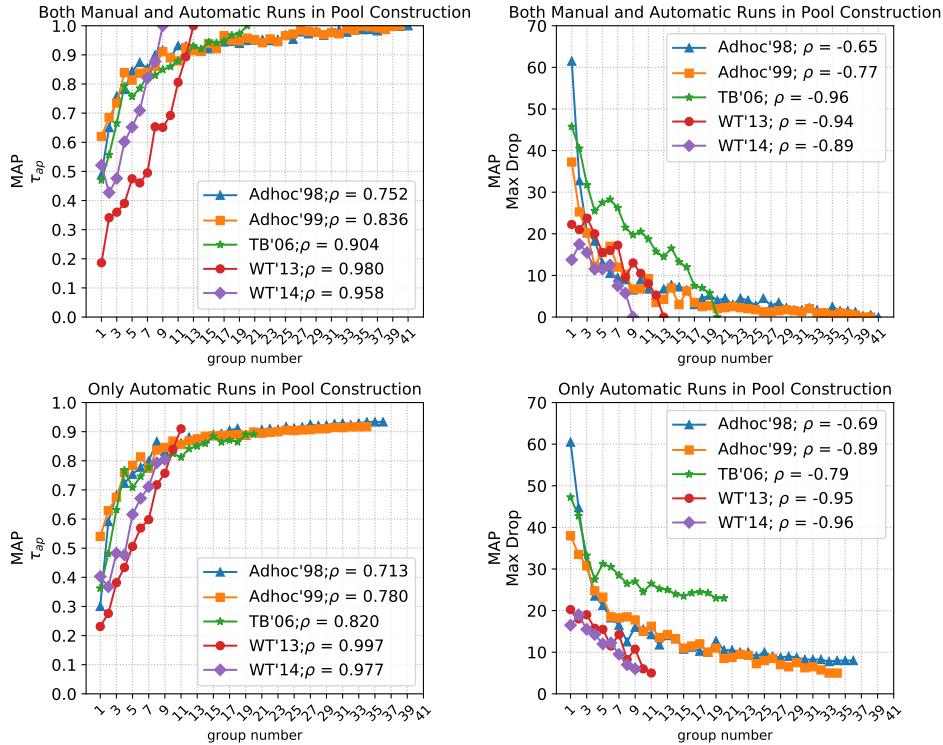 Both Manual and Automatic Runs in Pool Construction
MAP
τap
1.0
0.9
0.8
0.7
0.6
0.5
0.4
0.3
0.2
0.1
0.0
Adhoc'98;ρ = 0.752
Adhoc'99;ρ = 0.836
TB'06;ρ = 0.904
WT'13;ρ = 0.980
WT'14;ρ = 0.958
1 3 5 7 9 11 13 15 17 19 21 23 25 27 29 31 33 35 37 39 41
group number
Both Manual and Automatic Runs in Pool Construction
MAP
Max Drop
70
60
50
40
30
20
10
0
Adhoc'98; ρ = -0.65
Adhoc'99; ρ = -0.77
TB'06; ρ = -0.96
WT'13; ρ = -0.94
WT'14; ρ = -0.89
1 3 5 7 9 11 13 15 17 19 21 23 25 27 29 31 33 35 37 39 41
group number
Only Automatic Runs in Pool Construction
MAP
τap
1.0
0.9
0.8
0.7
0.6
0.5
0.4
0.3
0.2
0.1
0.0
Adhoc'98;ρ = 0.713
Adhoc'99;ρ = 0.780
TB'06;ρ = 0.820
WT'13;ρ = 0.997
WT'14;ρ = 0.977
1 3 5 7 9 11 13 15 17 19 21 23 25 27 29 31 33 35 37 39 41
group number
Only Automatic Runs in Pool Construction
MAP
Max Drop
70
60
50
40
30
20
10
0
Adhoc'98; ρ = -0.69
Adhoc'99; ρ = -0.89
TB'06; ρ = -0.79
WT'13; ρ = -0.95
WT'14; ρ = -0.96
1 3 5 7 9 11 13 15 17 19 21 23 25 27 29 31 33 35 37 39 41
group number